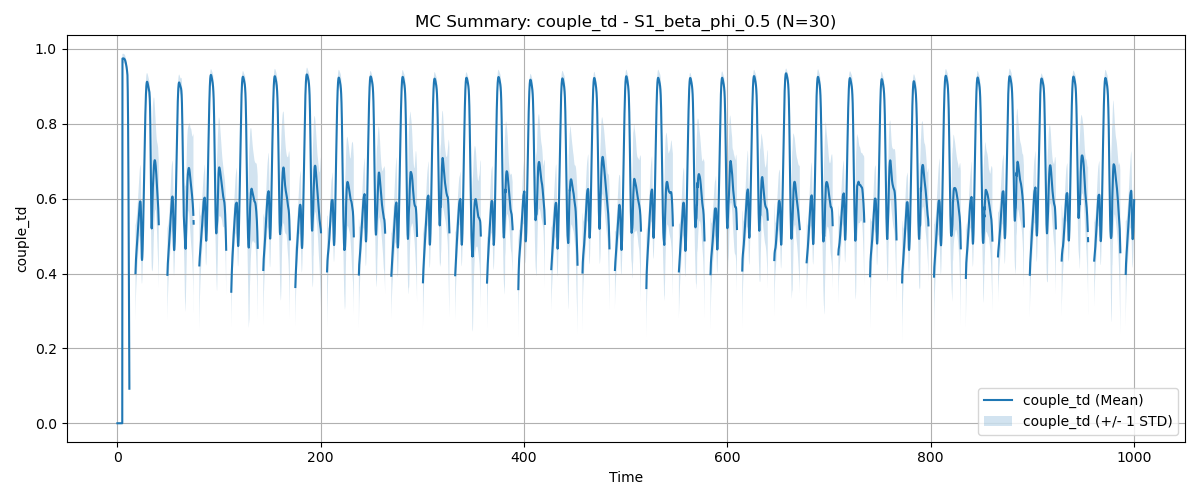 MC Summary: couple_td - S1_beta_phi_0.5 (N=30)
couple_td
1.0
0.8
0.6
0.4
0.2
0.0
couple_td (Mean)
couple_td (+/- 1 STD)
0 200 400 600 800 1000
Time